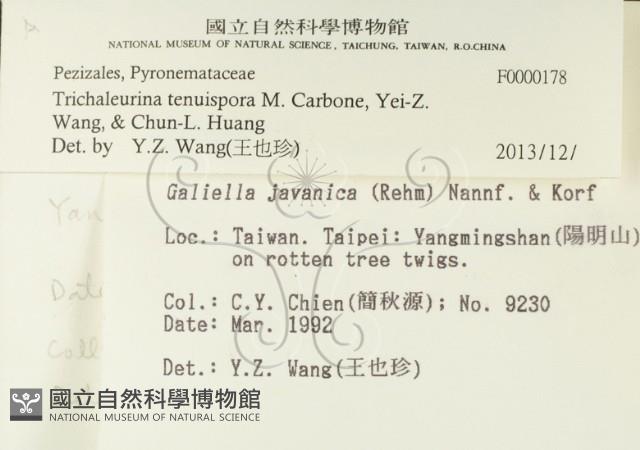 國立自然科學博物館
NATIONAL MUSEUM OF NATURAL SCIENCE, TAICHUNG, TAIWAN, R.O.CHINA
Pezizales, Pyronemataceae F0000178
Trichaleurina tenuispora M. Carbone, Yei-Z.
Wang, & Chun-L. Huang
Det. by Y.Z. Wang(王也珍) 2013/12/
Galiella javanica (Rehm) Nannf. & Korf
Loc.: Taiwan. Taipei: Yangmingshan(陽明山)
on rotten tree twigs.
Col.: C.Y. Chien(簡秋源); No. 9230
Date: Mar. 1992
Det.: Y.Z. Wang(王也珍)
Yan
Date
Coll
國立自然科學博物館
NATIONAL MUSEUM OF NATURAL SCIENCE